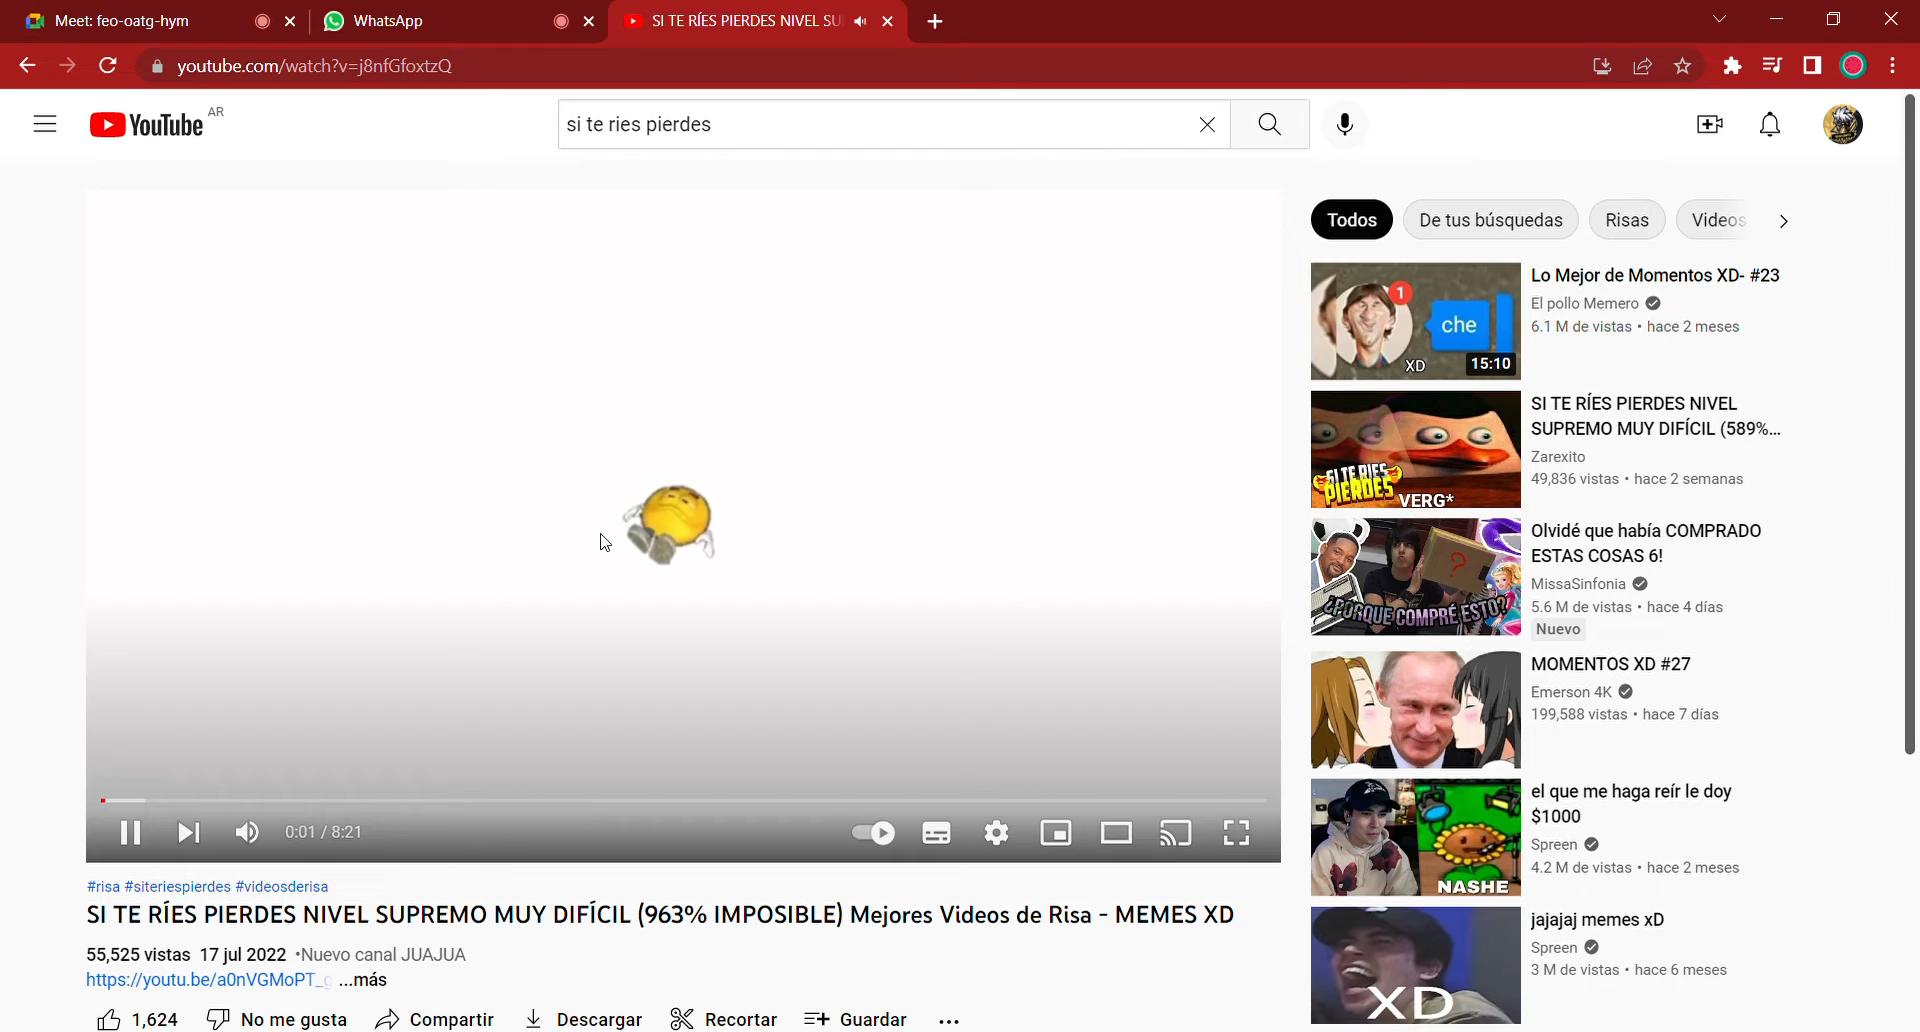 Meet: feo-oatg-hym
WhatsApp
SI TE RÍES PIERDES NIVEL SU
youtube.com/watch?v=j8nfGfoxtzQ
YouTube AR
si te ries pierdes
Todos
De tus búsquedas
Risas
Videos
1
che
XD
15:10
Lo Mejor de Momentos XD- #23
El pollo Memero
6.1 M de vistas • hace 2 meses
SI TE RIES
PIERDES
VERG*
SI TE RÍES PIERDES NIVEL
SUPREMO MUY DIFÍCIL (589%...
Zarexito
49,836 vistas • hace 2 semanas
?
¿PORQUE COMPRÉ ESTO?
Olvidé que había COMPRADO
ESTAS COSAS 6!
MissaSinfonia
5.6 M de vistas • hace 4 días
Nuevo
MOMENTOS XD #27
Emerson 4K
199,588 vistas • hace 7 días
NASHE
el que me haga reír le doy
$1000
Spreen
4.2 M de vistas • hace 2 meses
XD
jajajaj memes xD
Spreen
3 M de vistas • hace 6 meses
0:01 / 8:21
#risa #siteriespierdes #videosderisa
SI TE RÍES PIERDES NIVEL SUPREMO MUY DIFÍCIL (963% IMPOSIBLE) Mejores Videos de Risa - MEMES XD
55,525 vistas 17 jul 2022 •Nuevo canal JUAJUA
https://youtu.be/a0nVGMoPT_g ...más
1,624
No me gusta
Compartir
Descargar
Recortar
Guardar
...